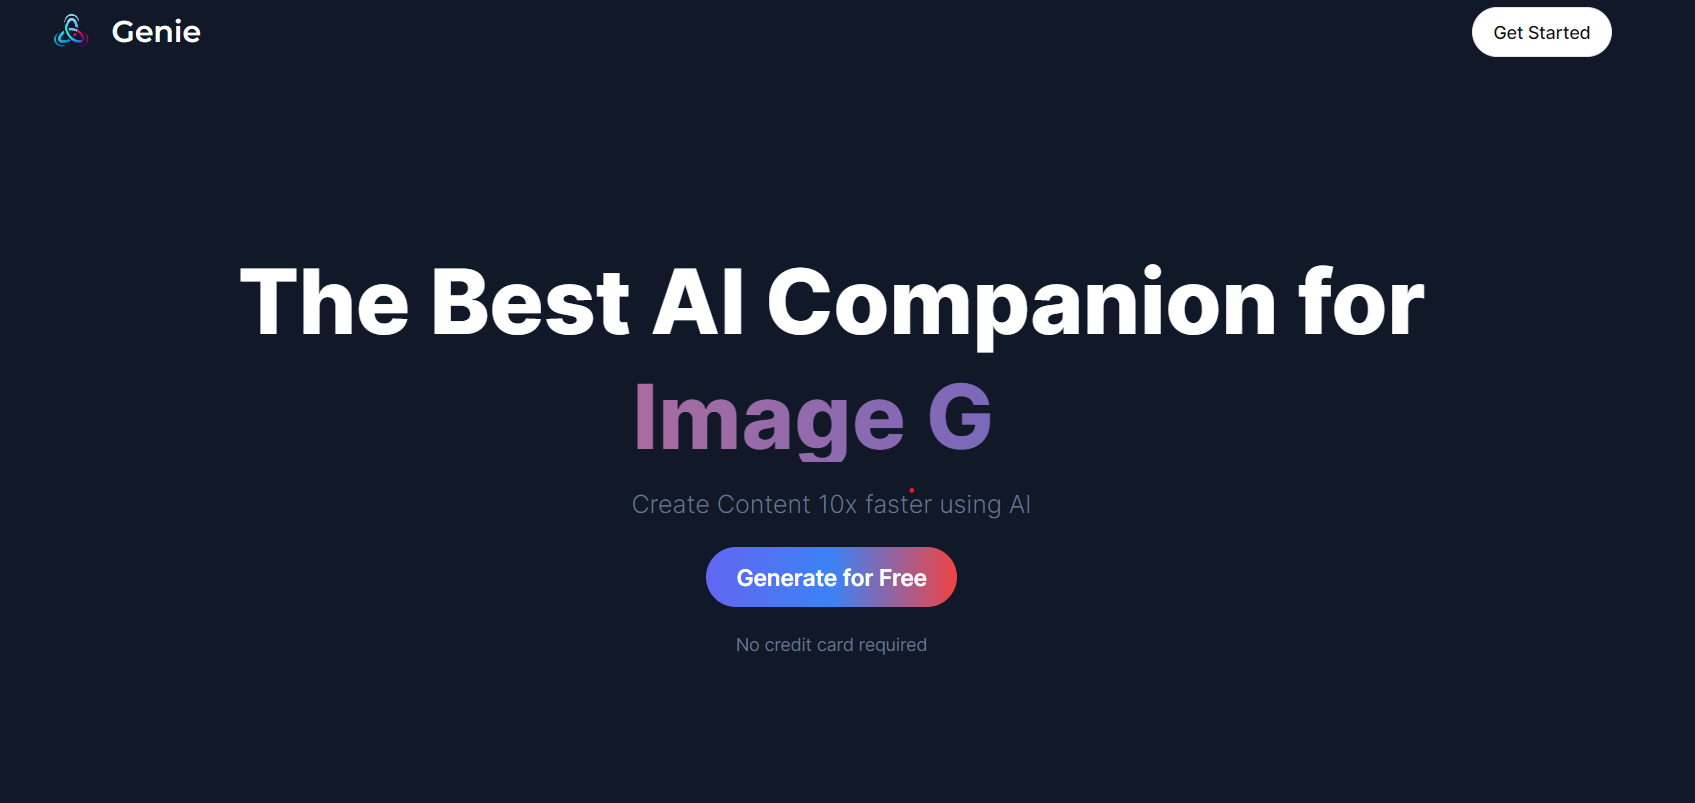 Genie
Get Started
The Best AI Companion for
Image G
Create Content 10x faster using AI
Generate for Free
No credit card required